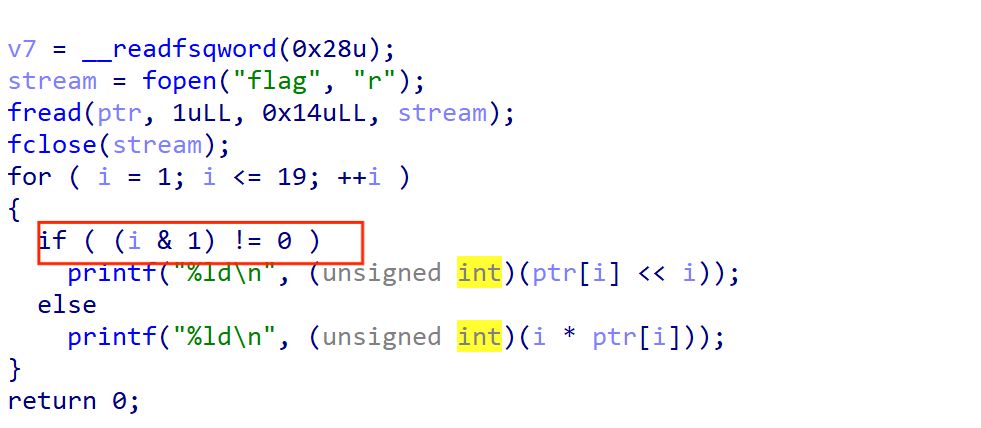 v7 = __readfsqword(0x28u);
stream = fopen("flag", "r");
fread(ptr, 1uLL, 0x14uLL, stream);
fclose(stream);
for ( i = 1; i <= 19; ++i )
{
  if ( (i & 1) != 0 )
    printf("%ld\n", (unsigned int)(ptr[i] << i));
  else
    printf("%ld\n", (unsigned int)(i * ptr[i]));
}
return 0;